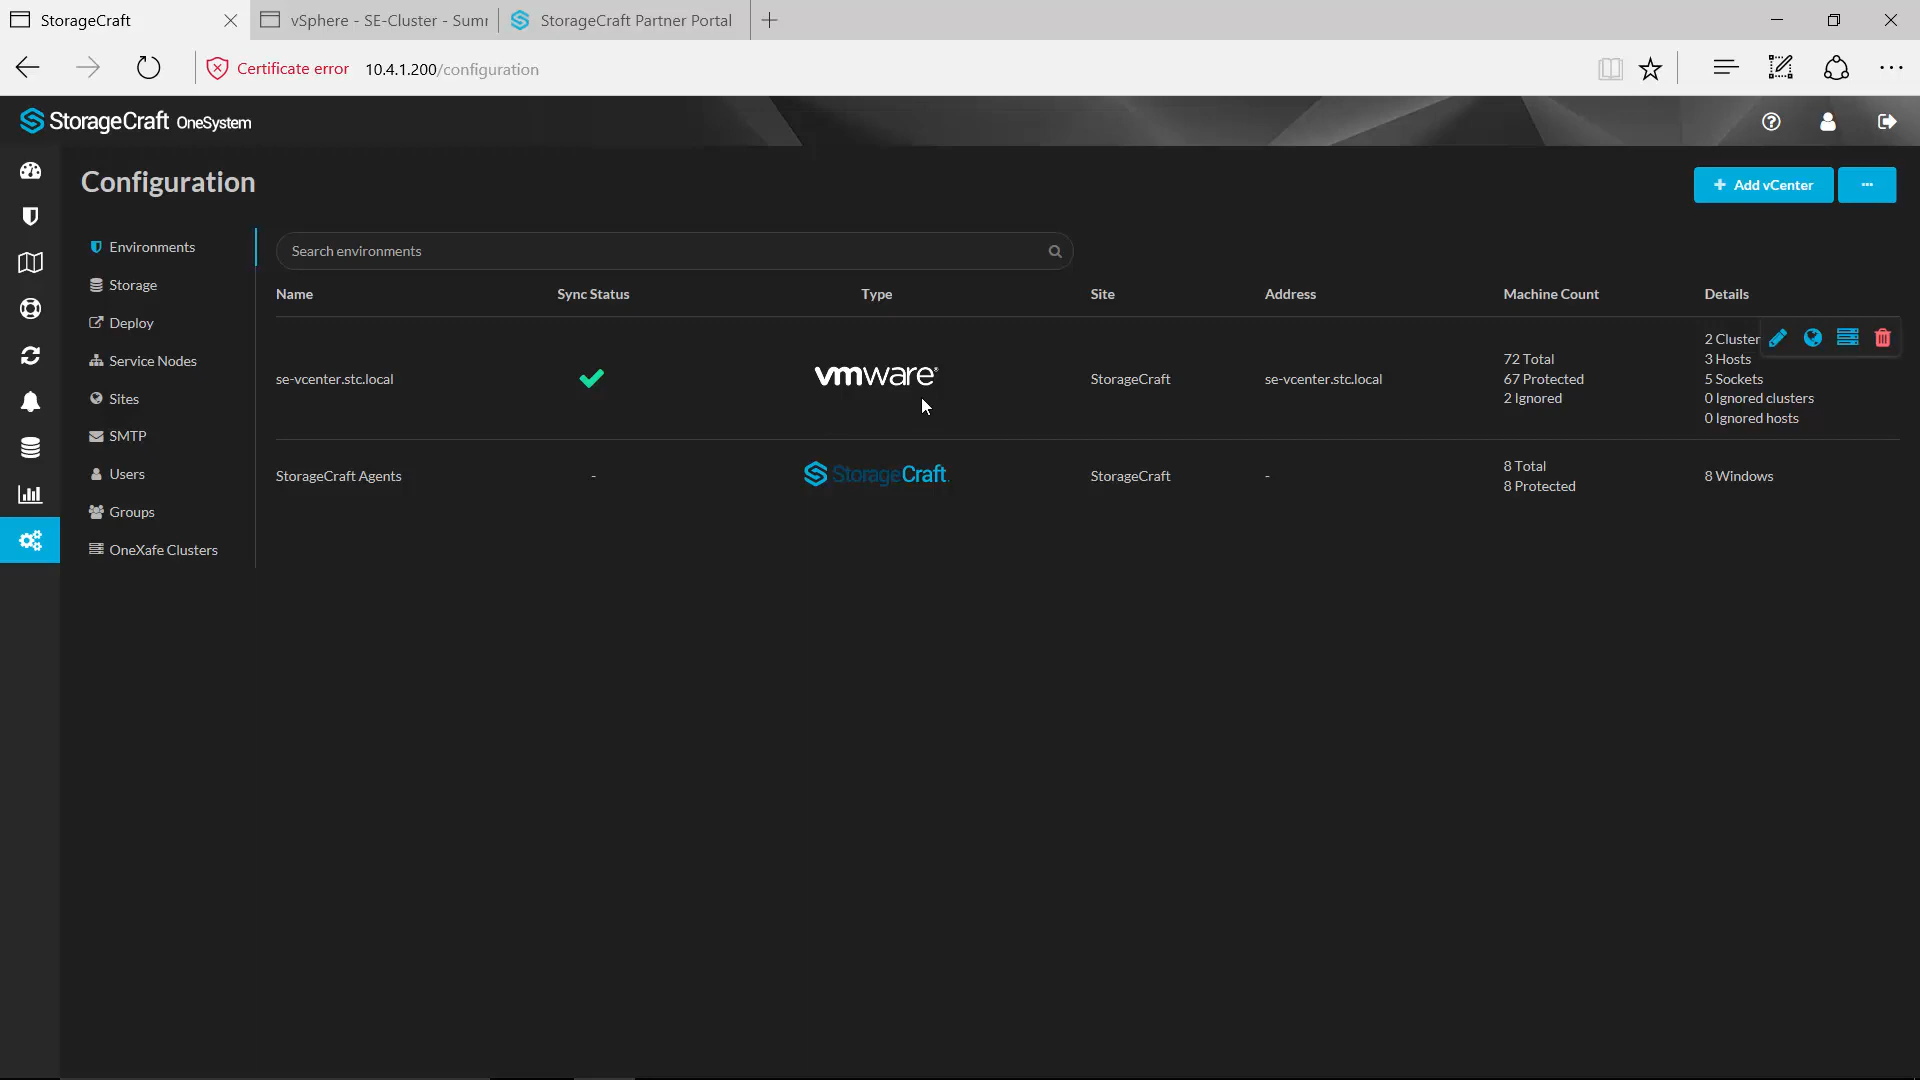 StorageCraft
vSphere - SE-Cluster - Sumr
StorageCraft Partner Portal
Certificate error 10.4.1.200/configuration
StorageCraft OneSystem
Configuration
Add vCenter
Environments
Storage
Deploy
Service Nodes
Sites
SMTP
Users
Groups
OneXafe Clusters
Search environments
Name Sync Status Type Site Address Machine Count Details
se-vcenter.stc.local vmware® StorageCraft se-vcenter.stc.local
72 Total
67 Protected
2 Ignored
2 Cluster
3 Hosts
5 Sockets
0 Ignored clusters
0 Ignored hosts
StorageCraft Agents - StorageCraft. StorageCraft -
8 Total
8 Protected
8 Windows